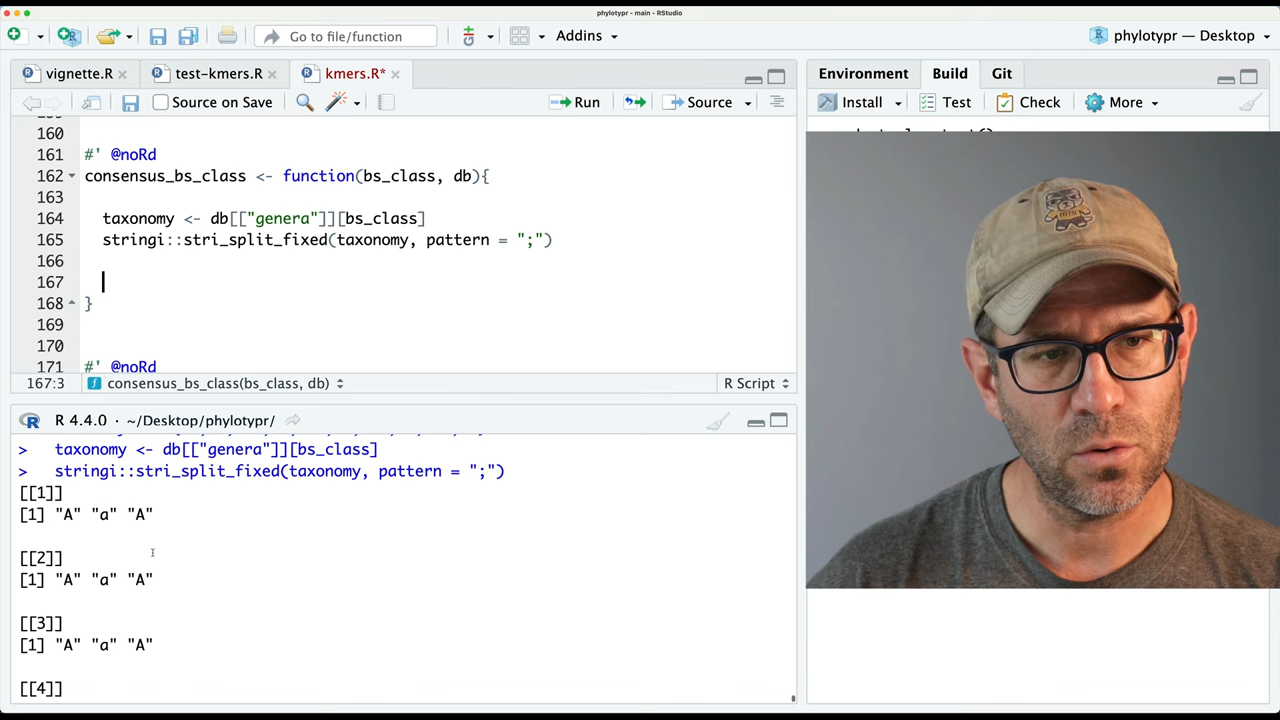 phylotypr - main - RStudio
Go to file/function
Addins
phylotypr — Desktop
vignette.R
test-kmers.R
kmers.R*
Source on Save
Run
Source
Environment
Build
Git
Install
Test
Check
More
160
161 #' @noRd
162 consensus_bs_class <- function(bs_class, db){
163
164 taxonomy <- db[["genera"]][bs_class]
165 stringi::stri_split_fixed(taxonomy, pattern = ";")
166
167
168 }
169
170
171 #' @noRd
167:3 consensus_bs_class(bs_class, db) R Script
R 4.4.0 · ~/Desktop/phylotypr/
> taxonomy <- db[["genera"]][bs_class]
> stringi::stri_split_fixed(taxonomy, pattern = ";")
[[1]]
[1] "A" "a" "A"
[[2]]
[1] "A" "a" "A"
[[3]]
[1] "A" "a" "A"
[[4]]